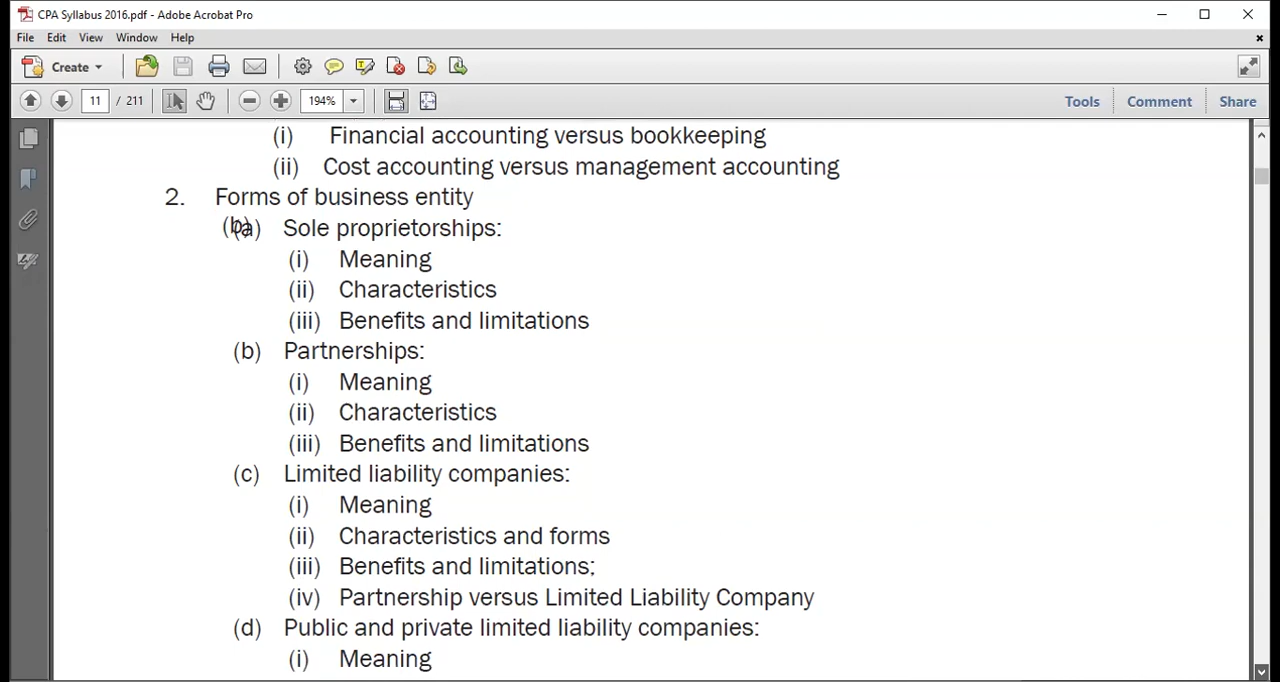 CPA Syllabus 2016.pdf - Adobe Acrobat Pro
File Edit View Window Help
Create
11 / 211 194% Tools Comment Share
(i) Financial accounting versus bookkeeping
(ii) Cost accounting versus management accounting
2. Forms of business entity
(b)
(a) Sole proprietorships:
(i) Meaning
(ii) Characteristics
(iii) Benefits and limitations
(b) Partnerships:
(i) Meaning
(ii) Characteristics
(iii) Benefits and limitations
(c) Limited liability companies:
(i) Meaning
(ii) Characteristics and forms
(iii) Benefits and limitations;
(iv) Partnership versus Limited Liability Company
(d) Public and private limited liability companies:
(i) Meaning